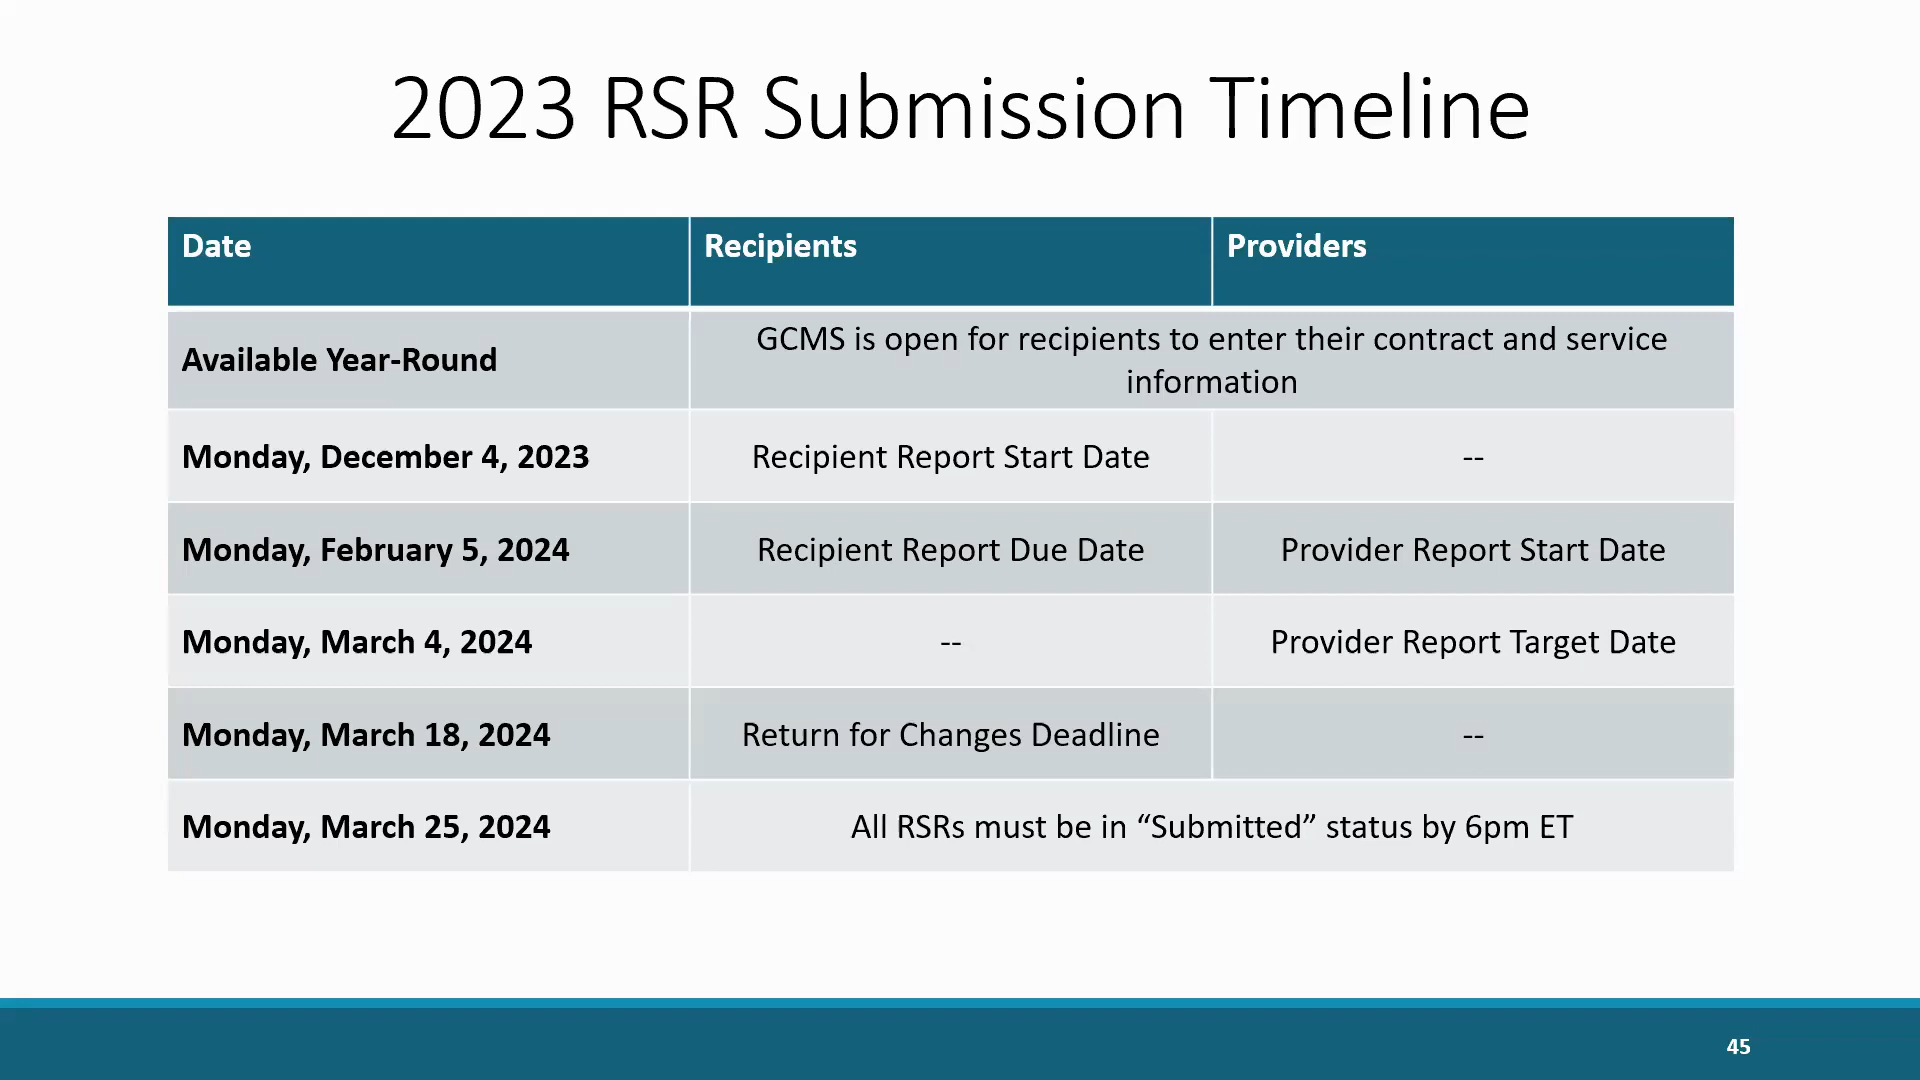 2023 RSR Submission Timeline
Date Recipients Providers
Available Year-Round GCMS is open for recipients to enter their contract and service
information
Monday, December 4, 2023 Recipient Report Start Date --
Monday, February 5, 2024 Recipient Report Due Date Provider Report Start Date
Monday, March 4, 2024 -- Provider Report Target Date
Monday, March 18, 2024 Return for Changes Deadline --
Monday, March 25, 2024 All RSRs must be in “Submitted” status by 6pm ET
45